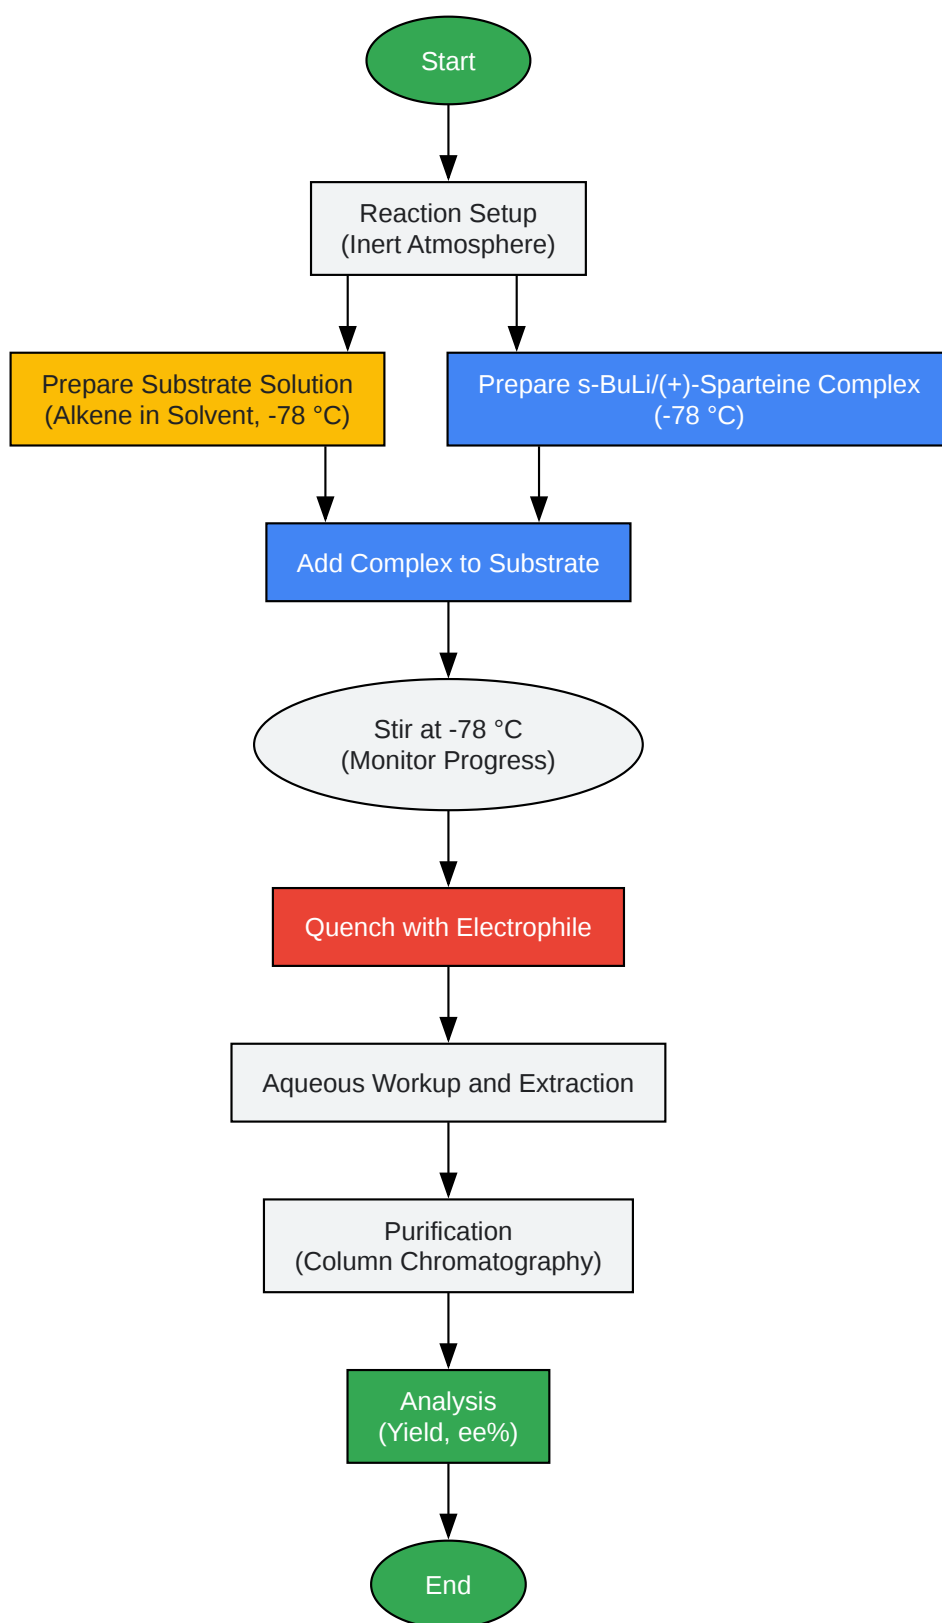 Start
Reaction Setup
(Inert Atmosphere)
Prepare Substrate Solution
(Alkene in Solvent, -78 °C)
Prepare s-BuLi/(+)-Sparteine Complex
(-78 °C)
Add Complex to Substrate
Stir at -78 °C
(Monitor Progress)
Quench with Electrophile
Aqueous Workup and Extraction
Purification
(Column Chromatography)
Analysis
(Yield, ee%)
End